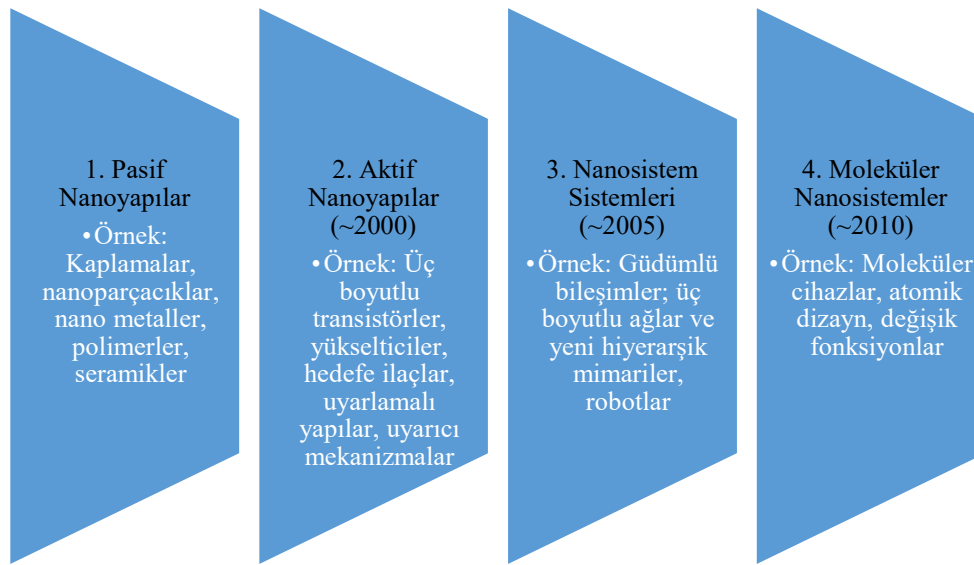 1. Pasif
Nanoyapılar
•Örnek:
Kaplamalar,
nanoparçacıklar,
nano metaller,
polimerler,
seramikler
2. Aktif
Nanoyapılar
(~2000)
•Örnek: Üç
boyutlu
transistörler,
yükselticiler,
hedefe ilaçlar,
uyarlamalı
yapılar, uyarıcı
mekanizmalar
3. Nanosistem
Sistemleri
(~2005)
•Örnek: Güdümlü
bileşimler; üç
boyutlu ağlar ve
yeni hiyerarşik
mimariler,
robotlar
4. Moleküler
Nanosistemler
(~2010)
•Örnek: Moleküler
cihazlar, atomik
dizayn, değişik
fonksiyonlar